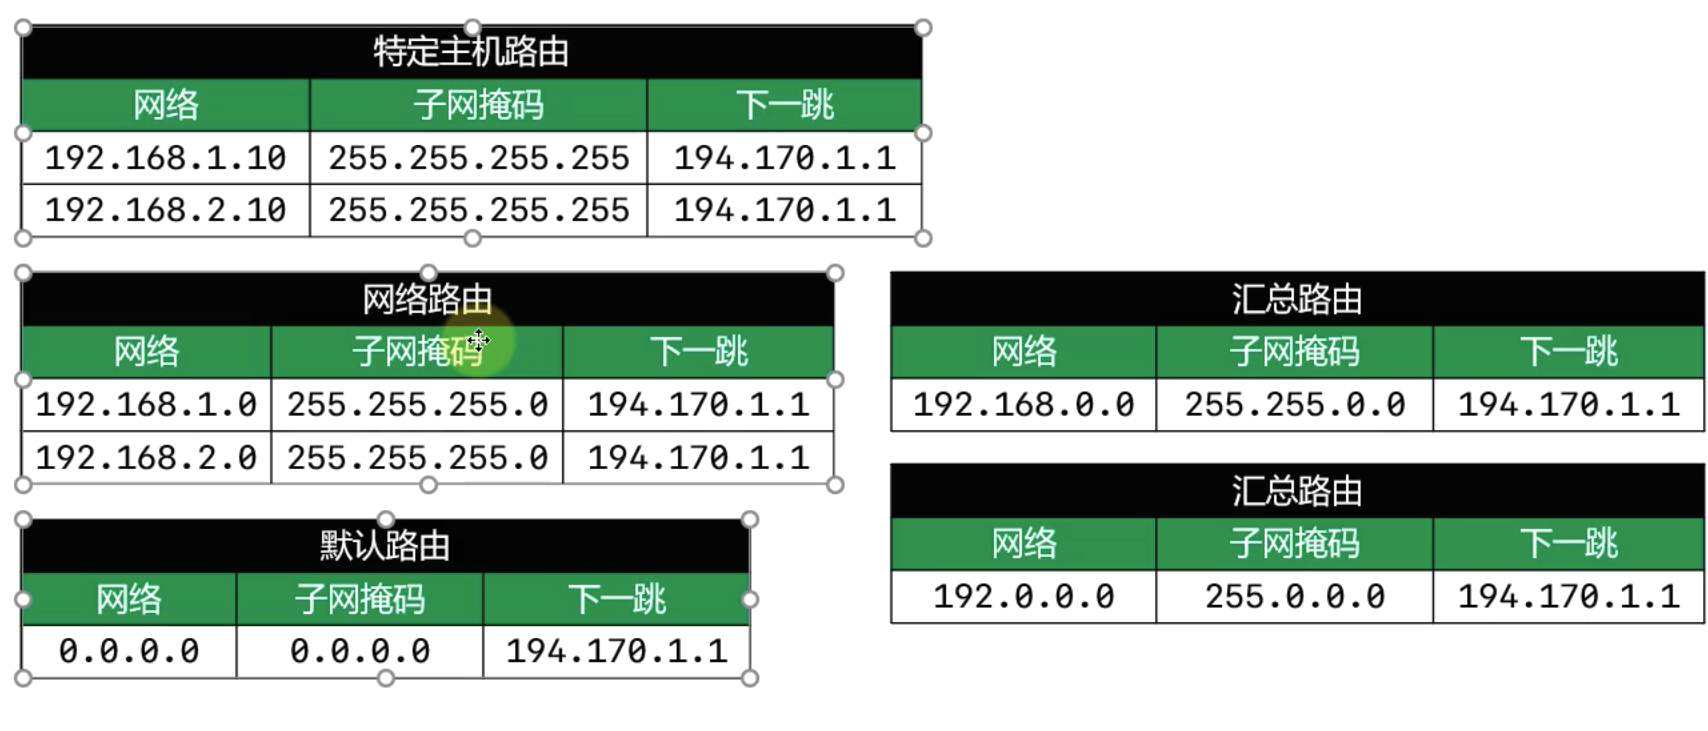 特定主机路由
网络 子网掩码 下一跳
192.168.1.10 255.255.255.255 194.170.1.1
192.168.2.10 255.255.255.255 194.170.1.1
网络路由
网络 子网掩码 下一跳
192.168.1.0 255.255.255.0 194.170.1.1
192.168.2.0 255.255.255.0 194.170.1.1
默认路由
网络 子网掩码 下一跳
0.0.0.0 0.0.0.0 194.170.1.1
汇总路由
网络 子网掩码 下一跳
192.168.0.0 255.255.0.0 194.170.1.1
汇总路由
网络 子网掩码 下一跳
192.0.0.0 255.0.0.0 194.170.1.1